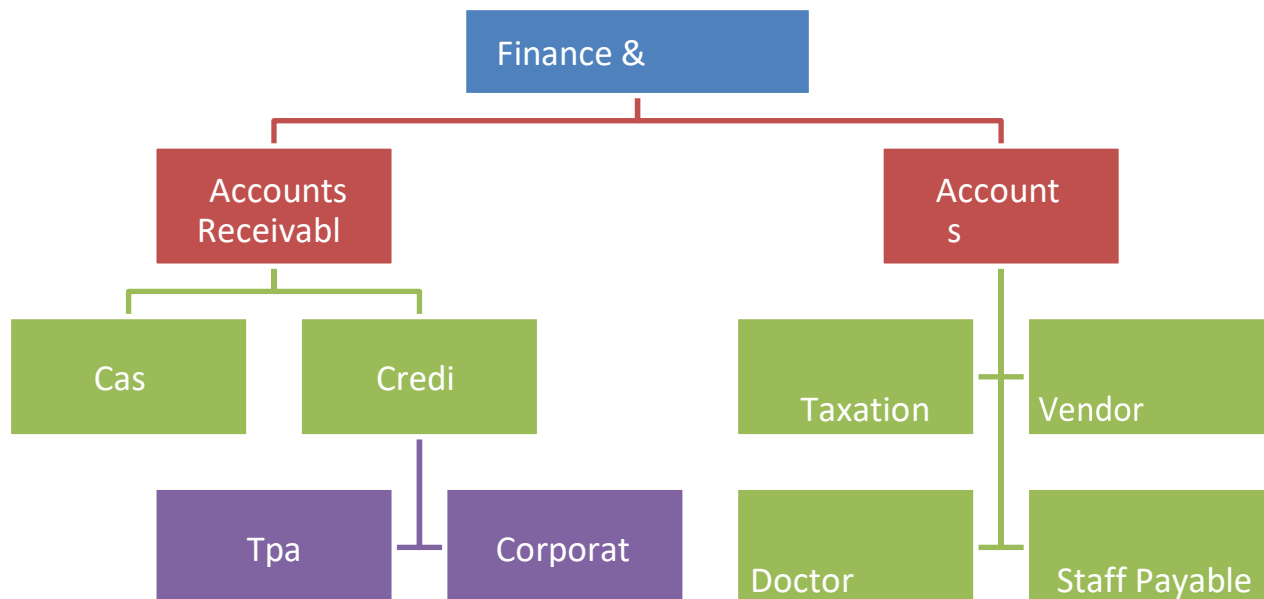 Finance &
Accounts
Receivabl
Account
s
Cas
Credi
Taxation
Vendor
Tpa
Corporat
Doctor
Staff Payable